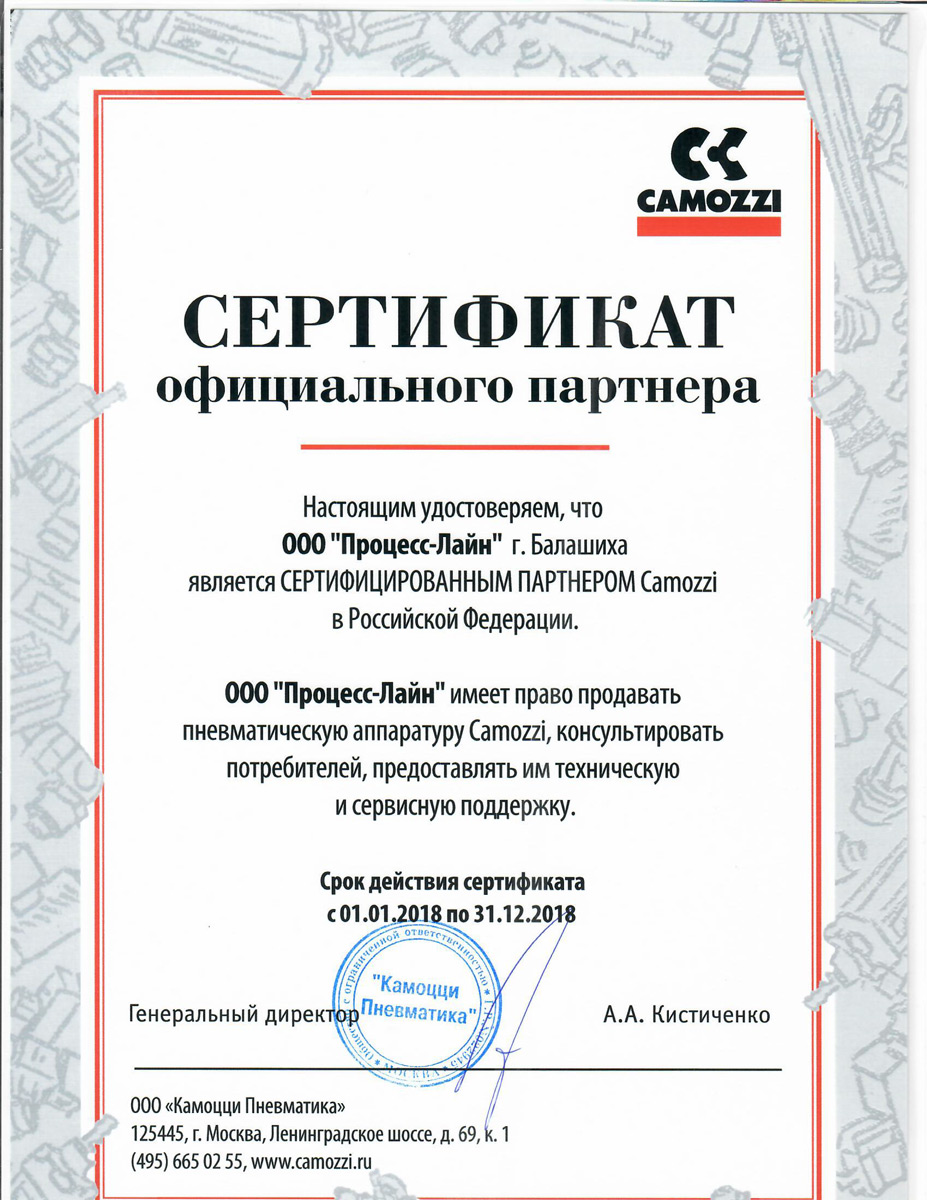 CAMOZZI
СЕРТИФИКАТ
официального партнера
Настоящим удостоверяем, что
ООО "Процесс-Лайн" г. Балашиха
является СЕРТИФИЦИРОВАННЫМ ПАРТНЕРОМ Camozzi
в Российской Федерации.
ООО "Процесс-Лайн" имеет право продавать
пневматическую аппаратуру Camozzi, консультировать
потребителей, предоставлять им техническую
и сервисную поддержку.
Срок действия сертификата
с 01.01.2018 по 31.12.2018
с ограниченной ответственностью
"Камоцци
Пневматика"
МОСКВА
Генеральный директор
А.А. Кистиченко
ООО «Камоцци Пневматика»
125445, г. Москва, Ленинградское шоссе, д. 69, к. 1
(495) 665 02 55, www.camozzi.ru